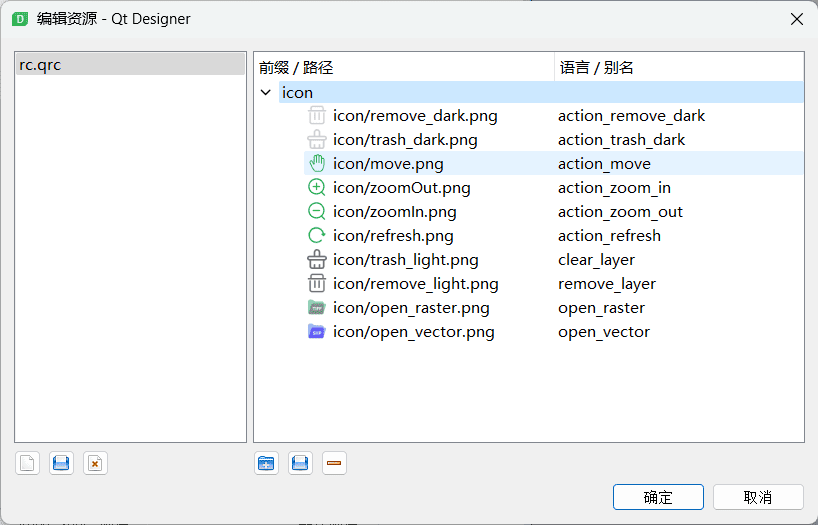 编辑资源 - Qt Designer
rc.qrc
前缀 / 路径 语言 / 别名
icon
icon/remove_dark.png action_remove_dark
icon/trash_dark.png action_trash_dark
icon/move.png action_move
icon/zoomOut.png action_zoom_in
icon/zoomIn.png action_zoom_out
icon/refresh.png action_refresh
icon/trash_light.png clear_layer
icon/remove_light.png remove_layer
icon/open_raster.png open_raster
icon/open_vector.png open_vector
确定 取消